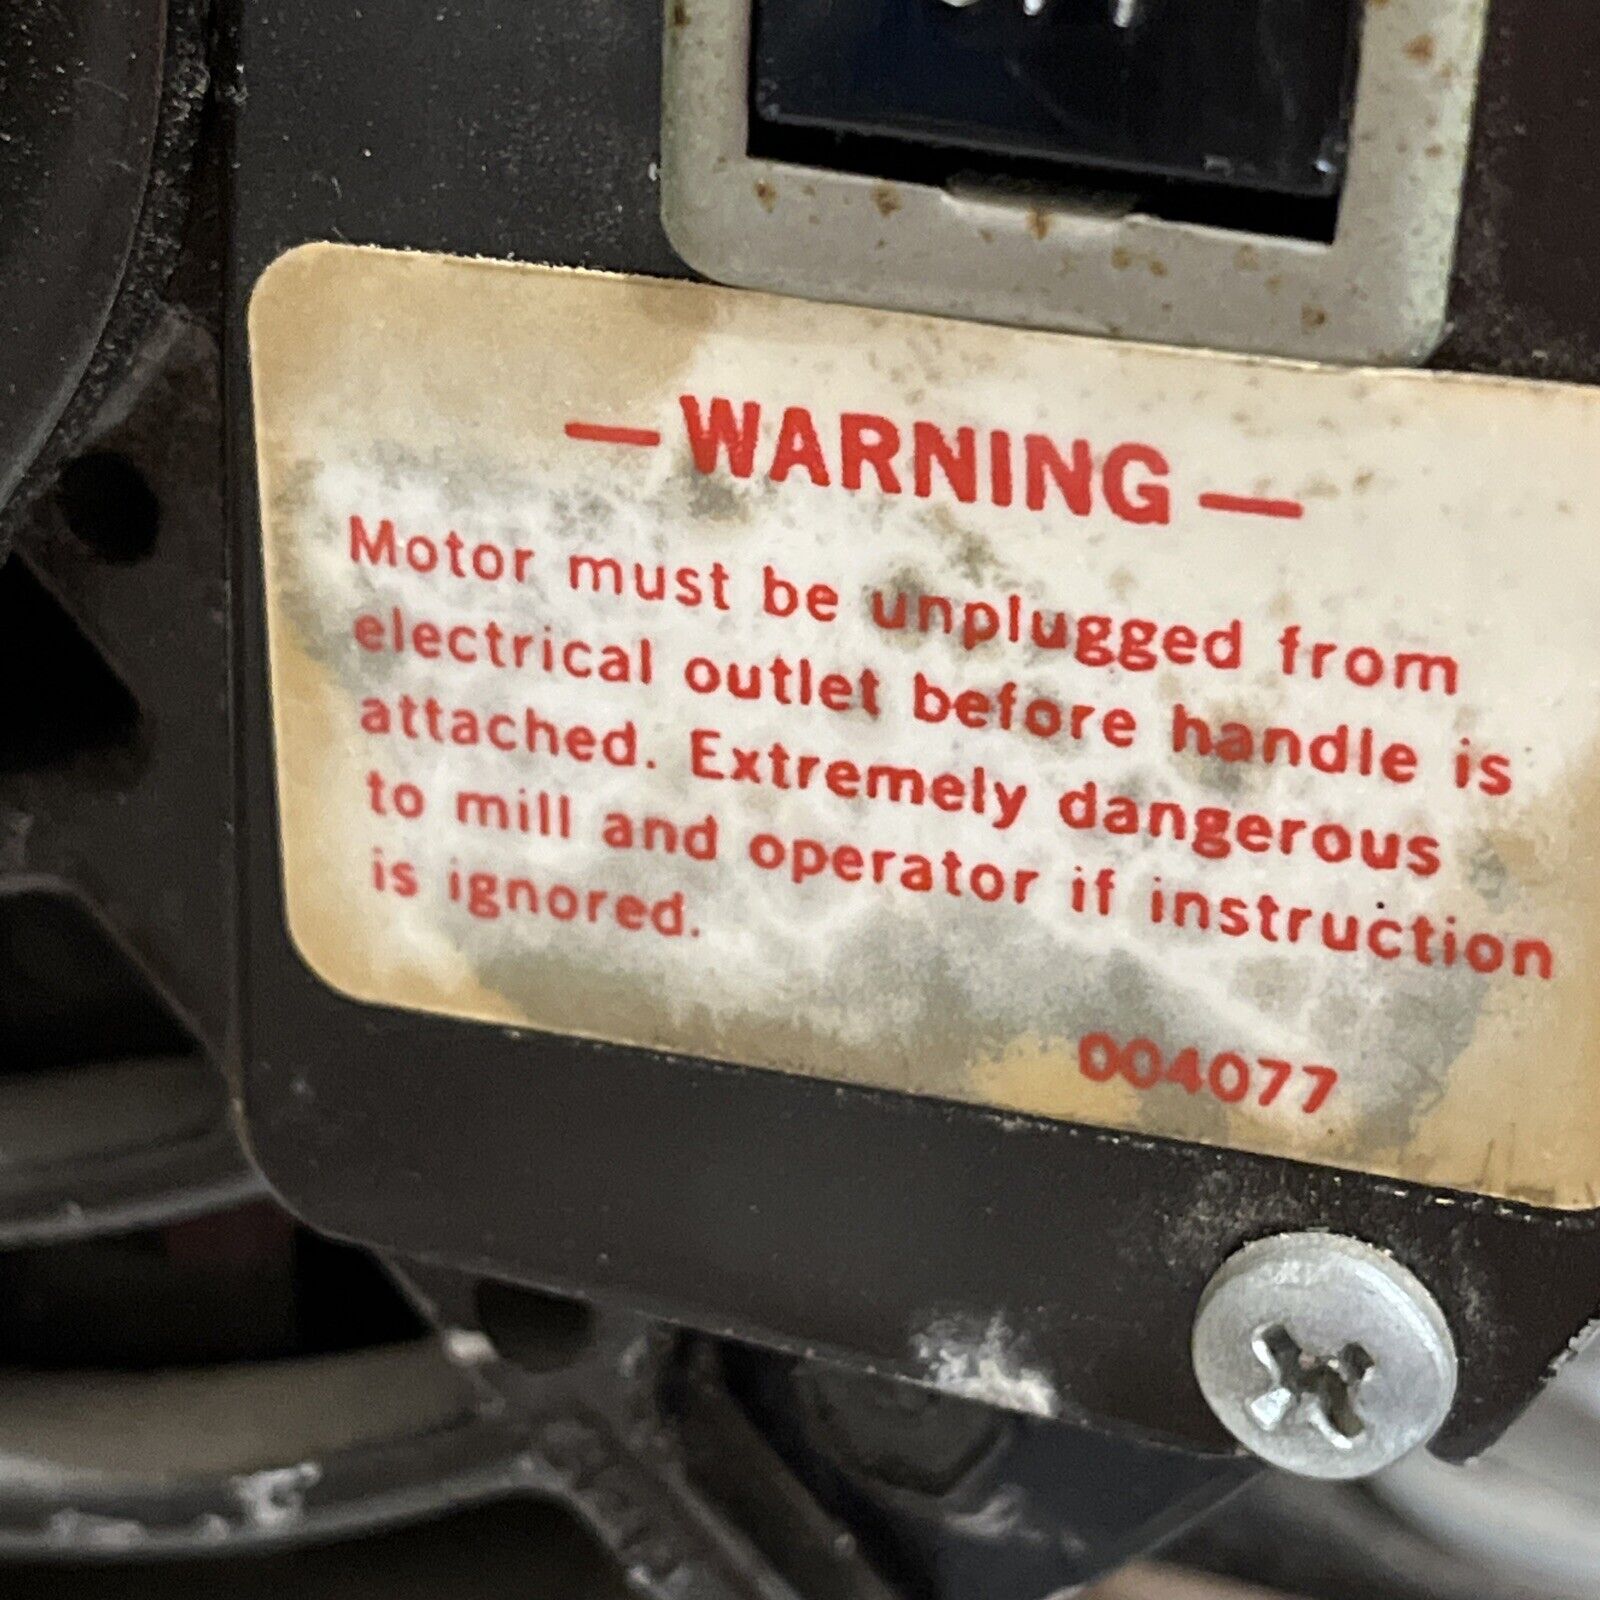 — WARNING —
Motor must be unplugged from
electrical outlet before handle is
attached. Extremely dangerous
to mill and operator if instruction
is ignored.
004077